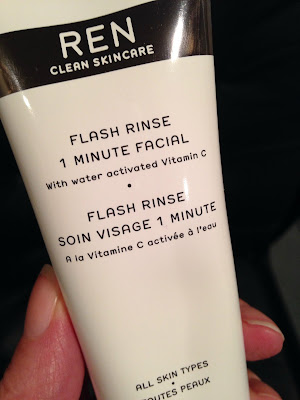 REN
CLEAN SKINCARE
FLASH RINSE
1 MINUTE FACIAL
With water activated Vitamin C
•
FLASH RINSE
SOIN VISAGE 1 MINUTE
A la Vitamine C activée à l'eau
ALL SKIN TYPES
•
TOUTES PEAUX